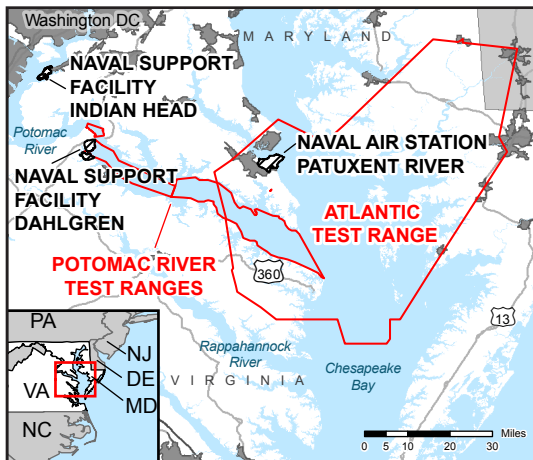 Washington DC
MARYLAND
NAVAL SUPPORT
FACILITY
INDIAN HEAD
Potomac
River
NAVAL AIR STATION
PATUXENT RIVER
NAVAL SUPPORT
FACILITY
DAHLGREN
ATLANTIC
TEST RANGE
POTOMAC RIVER
TEST RANGES
360
13
Rappahannock
River
VIRGINIA
Chesapeake
Bay
PA
NJ
DE
VA
MD
NC
0 5 10 20 30
Miles